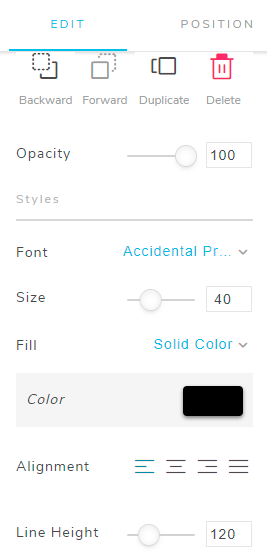 EDIT POSITION
Backward Forward Duplicate Delete
Opacity 100
Styles
Font Accidental Pr...
Size 40
Fill Solid Color
Color
Alignment
Line Height 120